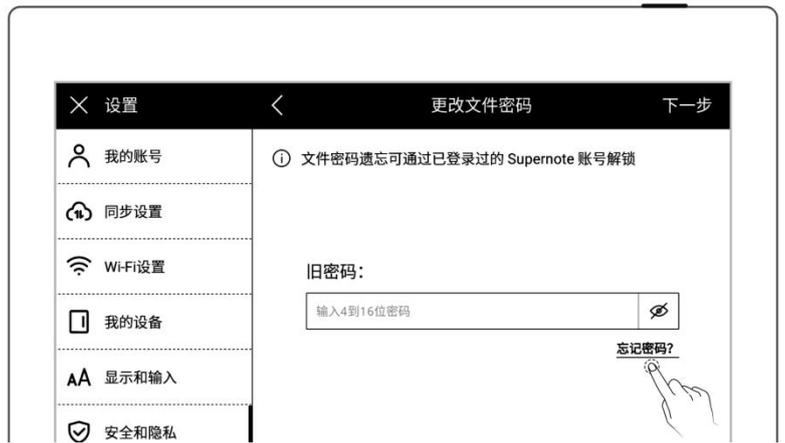 设置
更改文件密码
下一步
我的账号
文件密码遗忘可通过已登录过的 Supernote 账号解锁
同步设置
Wi-Fi设置
旧密码：
输入4到16位密码
我的设备
忘记密码？
显示和输入
安全和隐私